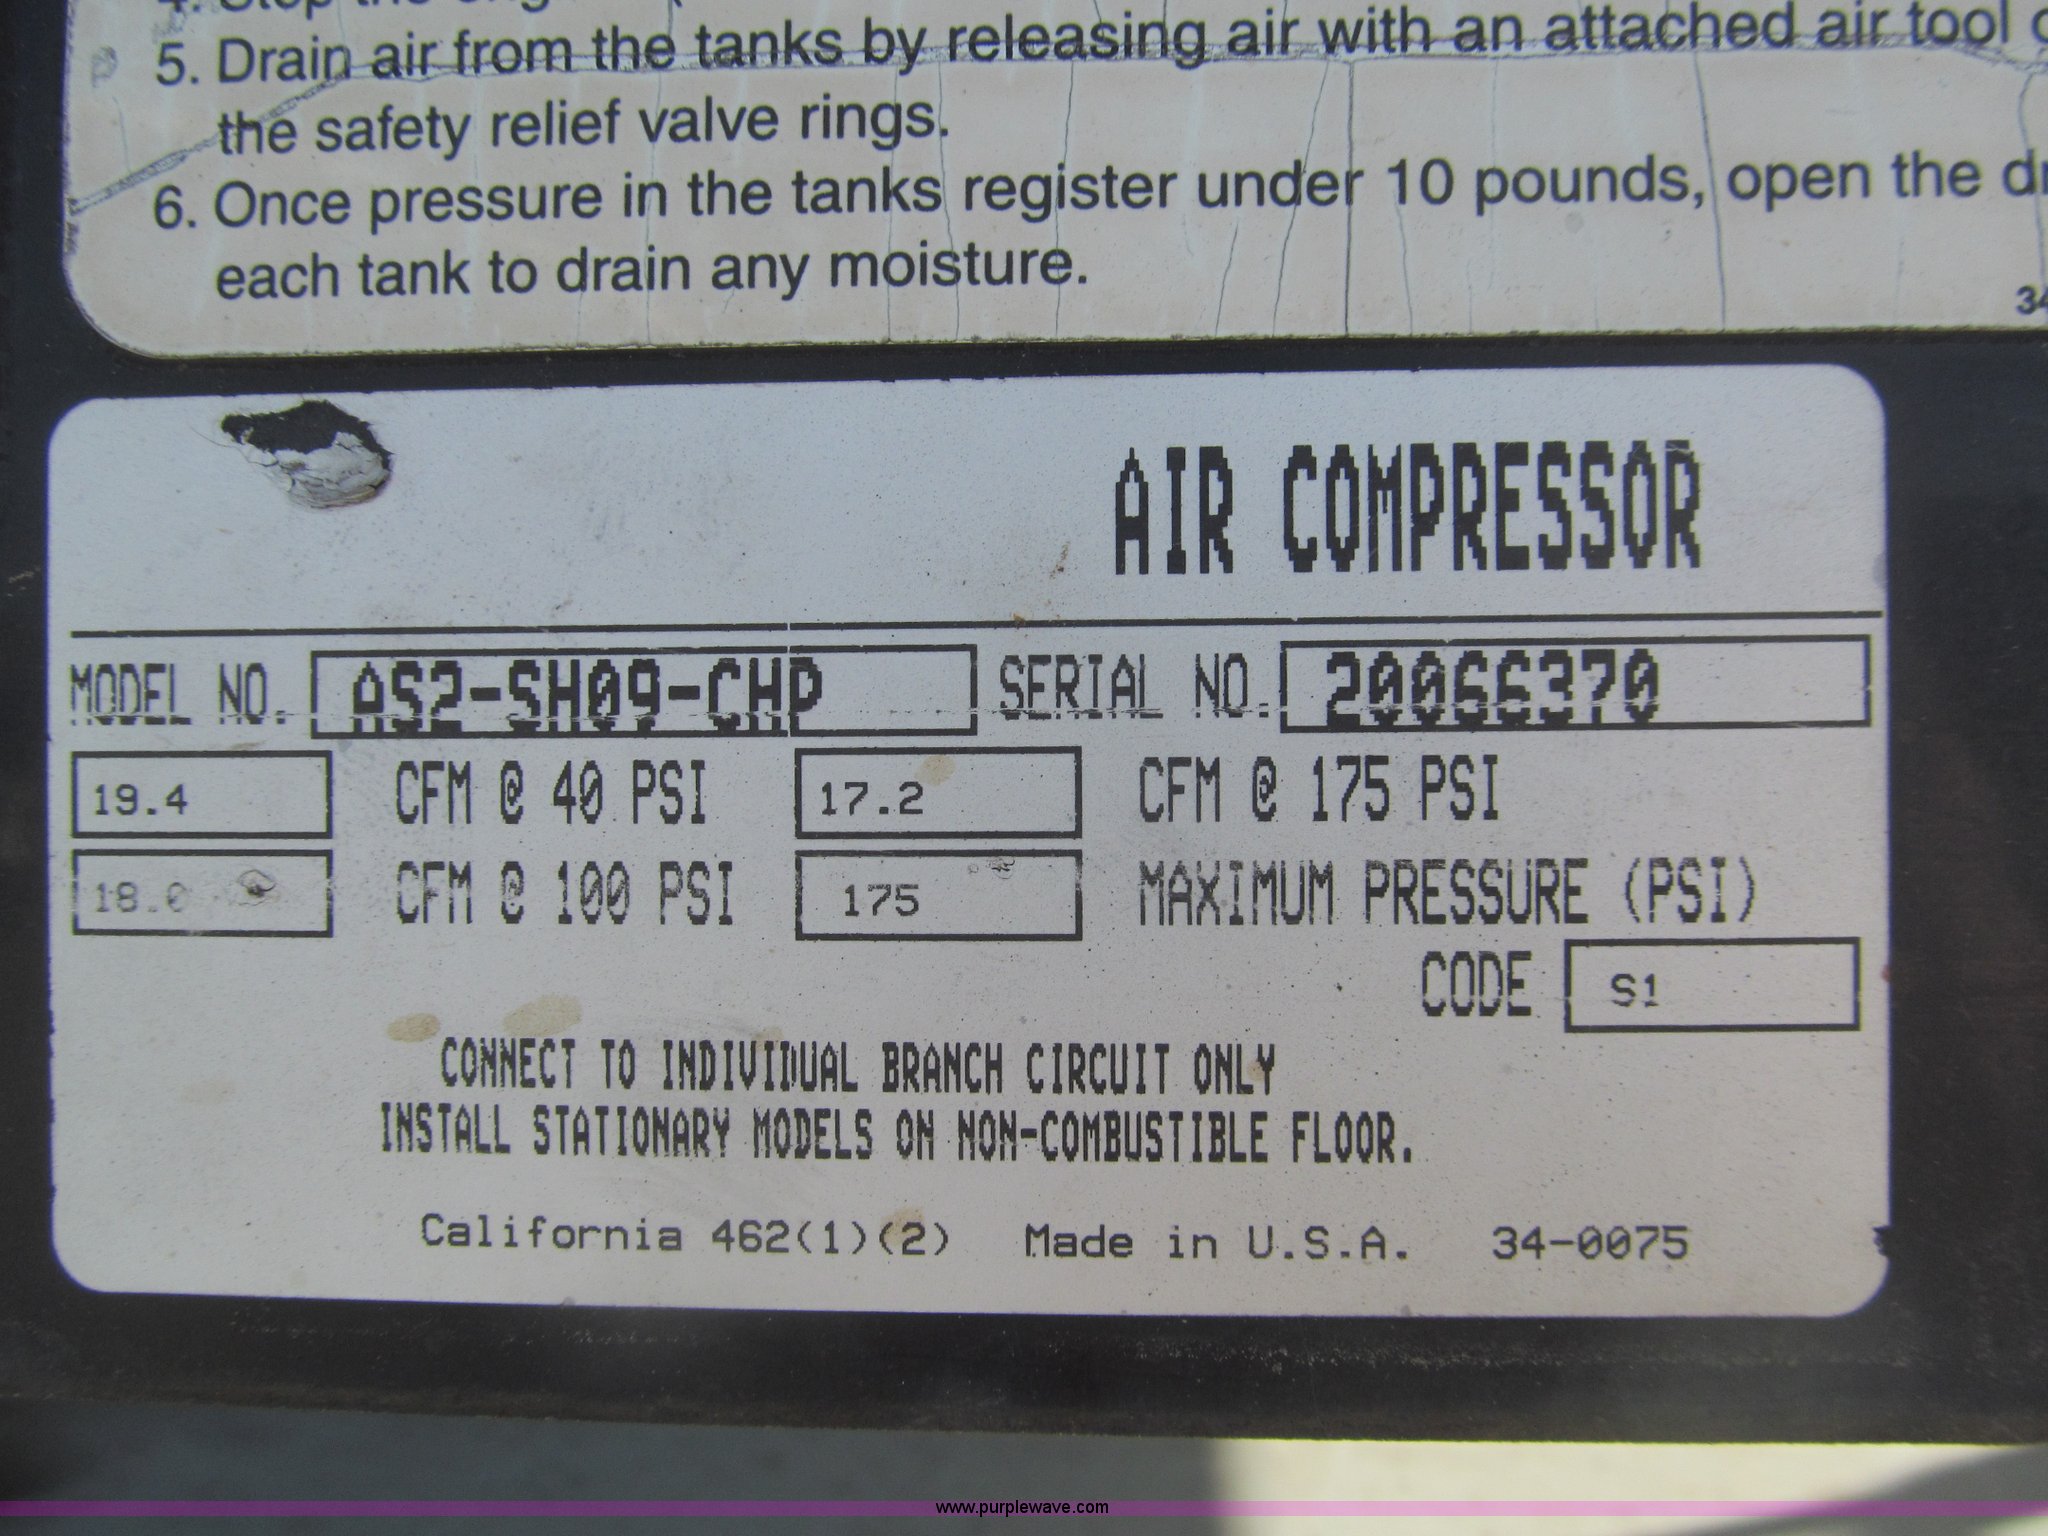 4. Stop the
5. Drain air from the tanks by releasing air with an attached air tool
the safety relief valve rings.
6. Once pressure in the tanks register under 10 pounds, open the
each tank to drain any moisture.
34
AIR COMPRESSOR
MODEL NO. AS2-SH09-CHP SERIAL NO. 20066370
19.4 CFM @ 40 PSI 17.2 CFM @ 175 PSI
18.0 CFM @ 100 PSI 175 MAXIMUM PRESSURE (PSI)
CODE S1
CONNECT TO INDIVIDUAL BRANCH CIRCUIT ONLY
INSTALL STATIONARY MODELS ON NON-COMBUSTIBLE FLOOR.
California 462(1)(2) Made in U.S.A. 34-0075
www.purplewave.com